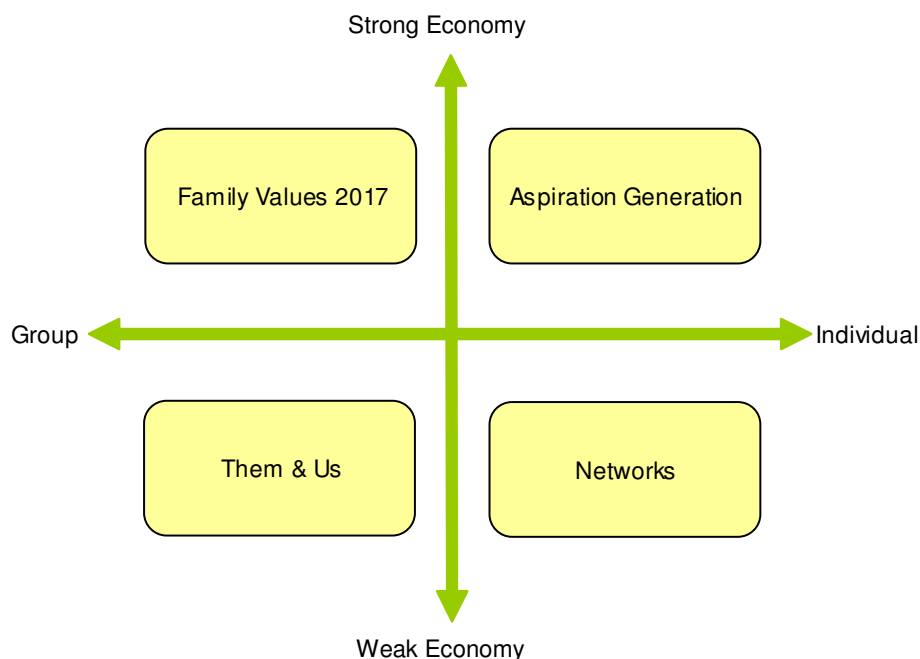 Strong Economy
Family Values 2017
Aspiration Generation
Group
Individual
Them & Us
Networks
Weak Economy